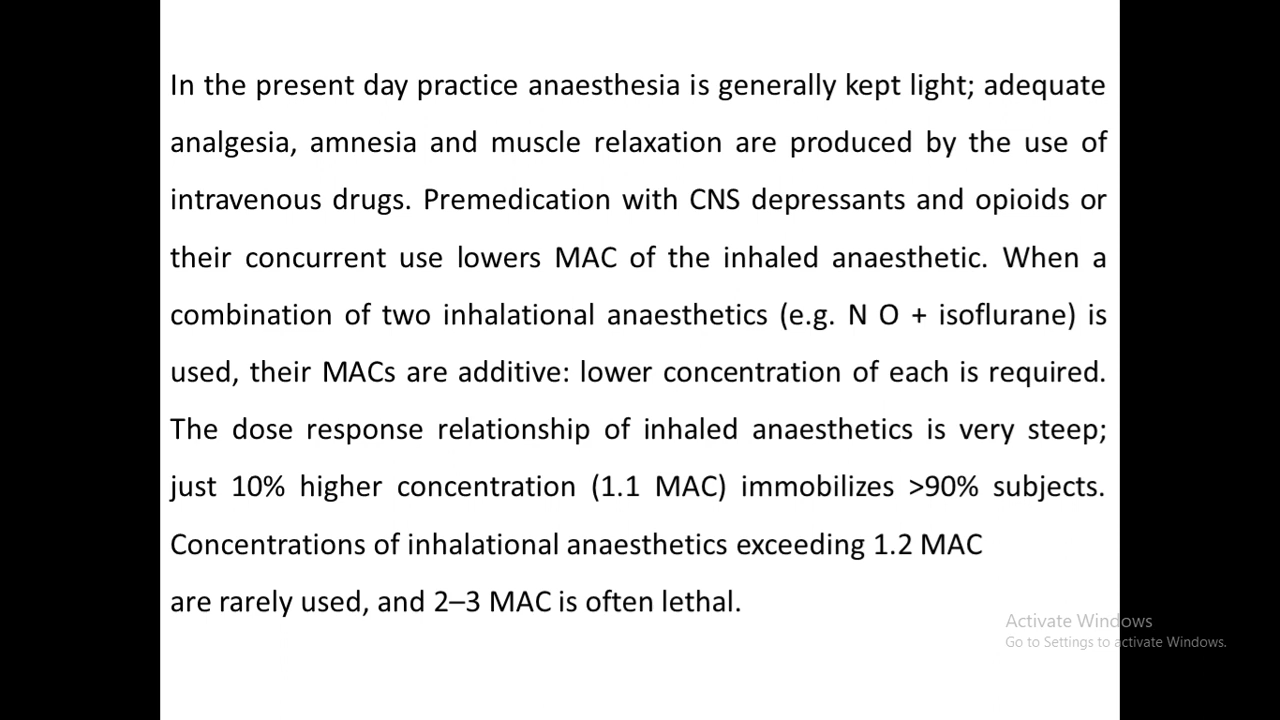 In the present day practice anaesthesia is generally kept light; adequate
analgesia, amnesia and muscle relaxation are produced by the use of
intravenous drugs. Premedication with CNS depressants and opioids or
their concurrent use lowers MAC of the inhaled anaesthetic. When a
combination of two inhalational anaesthetics (e.g. N O + isoflurane) is
used, their MACs are additive: lower concentration of each is required.
The dose response relationship of inhaled anaesthetics is very steep;
just 10% higher concentration (1.1 MAC) immobilizes >90% subjects.
Concentrations of inhalational anaesthetics exceeding 1.2 MAC
are rarely used, and 2–3 MAC is often lethal.
Activate Windows
Go to Settings to activate Windows.